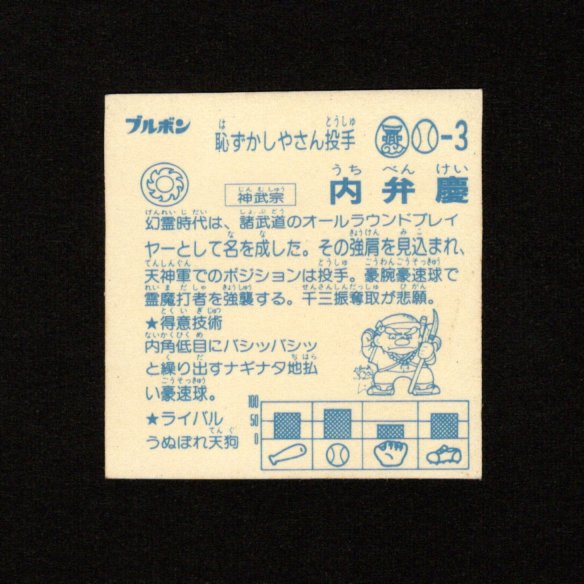 ブルボン
恥ずかしやさん投手
-3
神武宗
内弁慶
幻霊時代は、諸武道のオールラウンドプレイ
ヤーとして名を成した。その強肩を見込まれ、
天神軍でのポジションは投手。豪腕豪速球で
霊魔打者を強襲する。千三振奪取が悲願。
★得意技術
内角低目にバシッバシッ
と繰り出すナギナタ地払
い豪速球。
★ライバル
うぬぼれ天狗
100
50
0